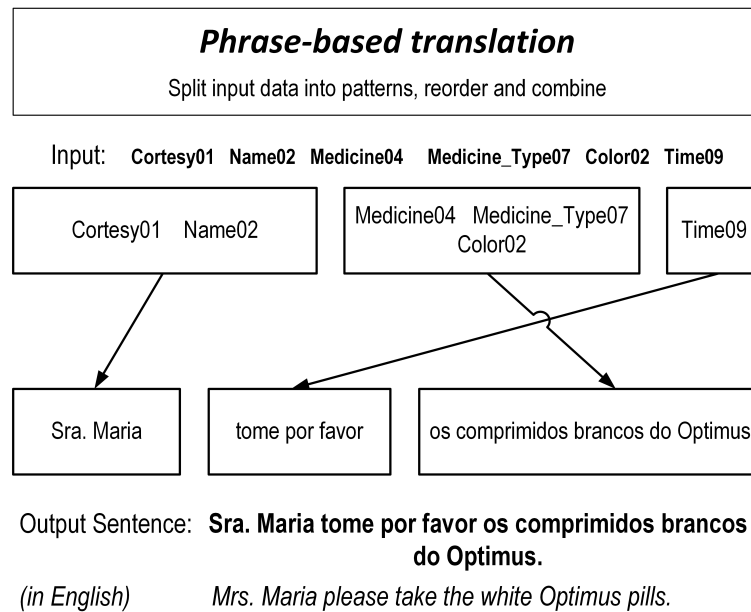 Phrase-based translation
Split input data into patterns, reorder and combine
Input: Cortesy01 Name02 Medicine04 Medicine_Type07 Color02 Time09
Cortesy01 Name02
Medicine04 Medicine_Type07
Color02
Time09
Sra. Maria
tome por favor
os comprimidos brancos do Optimus
Output Sentence: Sra. Maria tome por favor os comprimidos brancos
do Optimus.
(in English) Mrs. Maria please take the white Optimus pills.